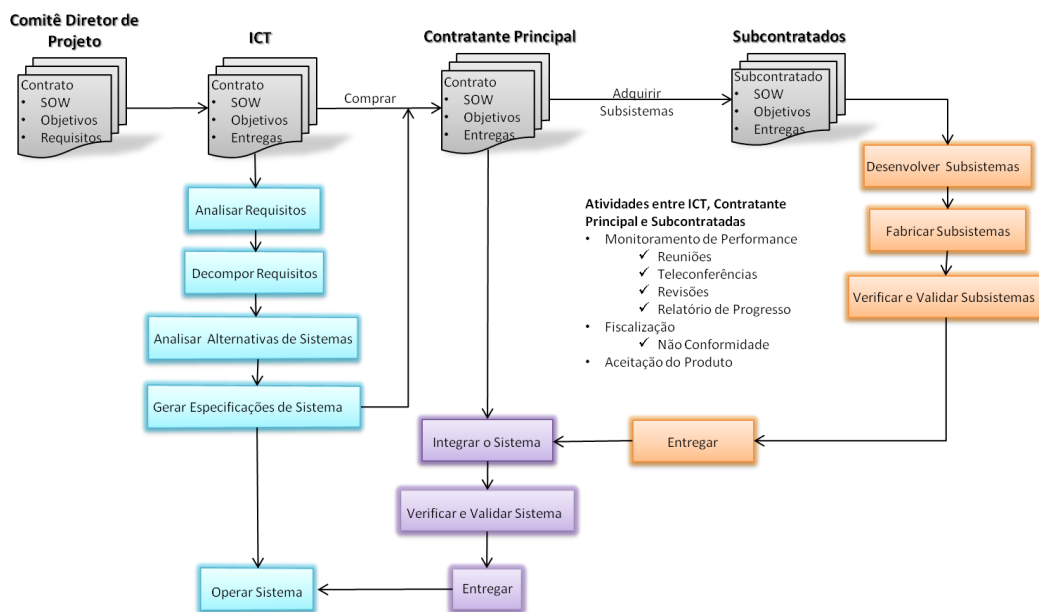 Comitê Diretor de
Projeto
ICT
Contratante Principal
Subcontratados
Contrato
• SOW
• Objetivos
• Requisitos
Contrato
• SOW
• Objetivos
• Entregas
Comprar
Contrato
• SOW
• Objetivos
• Entregas
Adquirir
Subsistemas
Subcontratado
• SOW
• Objetivos
• Entregas
Analisar Requisitos
Decompor Requisitos
Analisar Alternativas de Sistemas
Gerar Especificações de Sistema
Operar Sistema
Atividades entre ICT, Contratante
Principal e Subcontratadas
• Monitoramento de Performance
✓ Reuniões
✓ Teleconferências
✓ Revisões
✓ Relatório de Progresso
• Fiscalização
✓ Não Conformidade
• Aceitação do Produto
Desenvolver Subsistemas
Fabricar Subsistemas
Verificar e Validar Subsistemas
Entregar
Integrar o Sistema
Verificar e Validar Sistema
Entregar